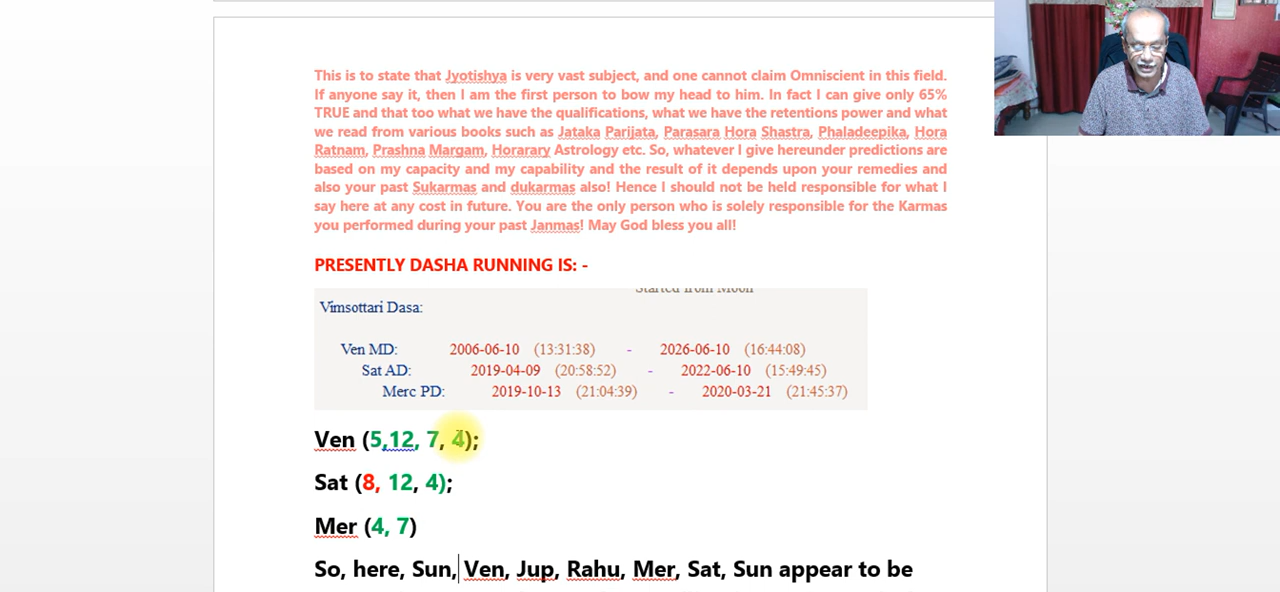 This is to state that Jyotishya is very vast subject, and one cannot claim Omniscient in this field.
If anyone say it, then I am the first person to bow my head to him. In fact I can give only 65%
TRUE and that too what we have the qualifications, what we have the retentions power and what
we read from various books such as Jataka Parijata, Parasara Hora Shastra, Phaladeepika, Hora
Ratnam, Prashna Margam, Horarary Astrology etc. So, whatever I give hereunder predictions are
based on my capacity and my capability and the result of it depends upon your remedies and
also your past Sukarmas and dukarmas also! Hence I should not be held responsible for what I
say here at any cost in future. You are the only person who is solely responsible for the Karmas
you performed during your past Janmas! May God bless you all!
PRESENTLY DASHA RUNNING IS: -
Started from Moon
Vimsottari Dasa:
Ven MD: 2006-06-10 (13:31:38) - 2026-06-10 (16:44:08)
Sat AD: 2019-04-09 (20:58:52) - 2022-06-10 (15:49:45)
Merc PD: 2019-10-13 (21:04:39) - 2020-03-21 (21:45:37)
Ven (5,12, 7, 4);
Sat (8, 12, 4);
Mer (4, 7)
So, here, Sun, Ven, Jup, Rahu, Mer, Sat, Sun appear to be